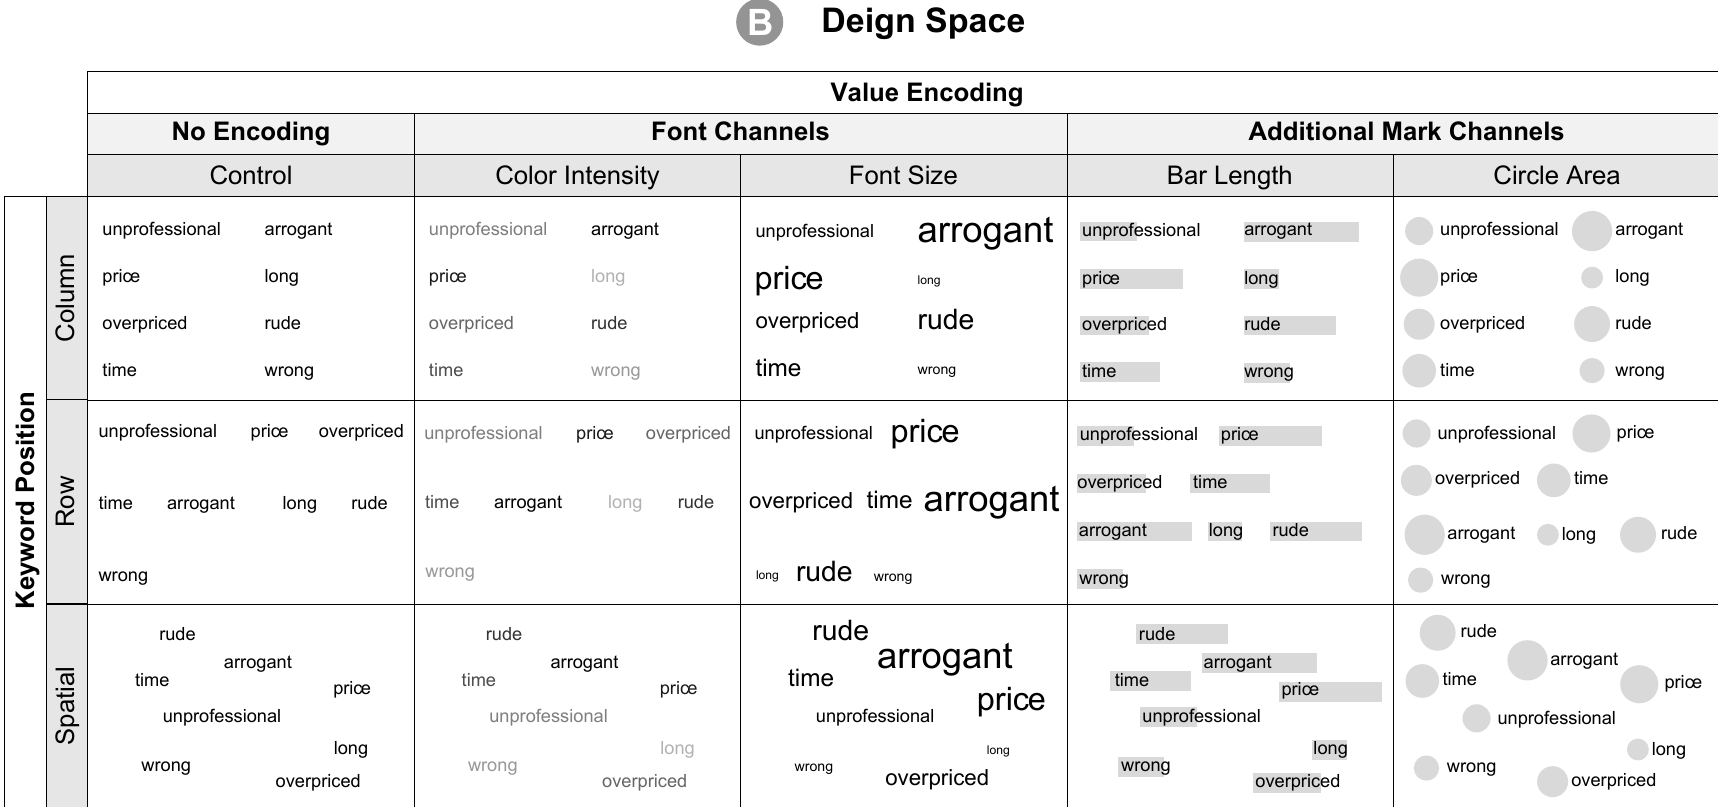 B Deign Space
Value Encoding
No Encoding Font Channels Additional Mark Channels
Control Color Intensity Font Size Bar Length Circle Area
Keyword Position
Column
unprofessional arrogant
price long
overpriced rude
time wrong
unprofessional arrogant
price long
overpriced rude
time wrong
unprofessional arrogant
price long
overpriced rude
time wrong
unprofessional arrogant
price long
overpriced rude
time wrong
unprofessional arrogant
price long
overpriced rude
time wrong
Row
unprofessional price overpriced
time arrogant long rude
wrong
unprofessional price overpriced
time arrogant long rude
wrong
unprofessional price
overpriced time arrogant
long rude wrong
unprofessional price
overpriced time
arrogant long rude
wrong
unprofessional price
overpriced time
arrogant long rude
wrong
Spatial
rude
arrogant
time
price
unprofessional
long
wrong
overpriced
rude
arrogant
time
price
unprofessional
long
wrong
overpriced
rude
arrogant
time
price
unprofessional
long
wrong
overpriced
rude
arrogant
time
price
unprofessional
long
wrong
overpriced
rude
arrogant
time
price
unprofessional
long
wrong
overpriced